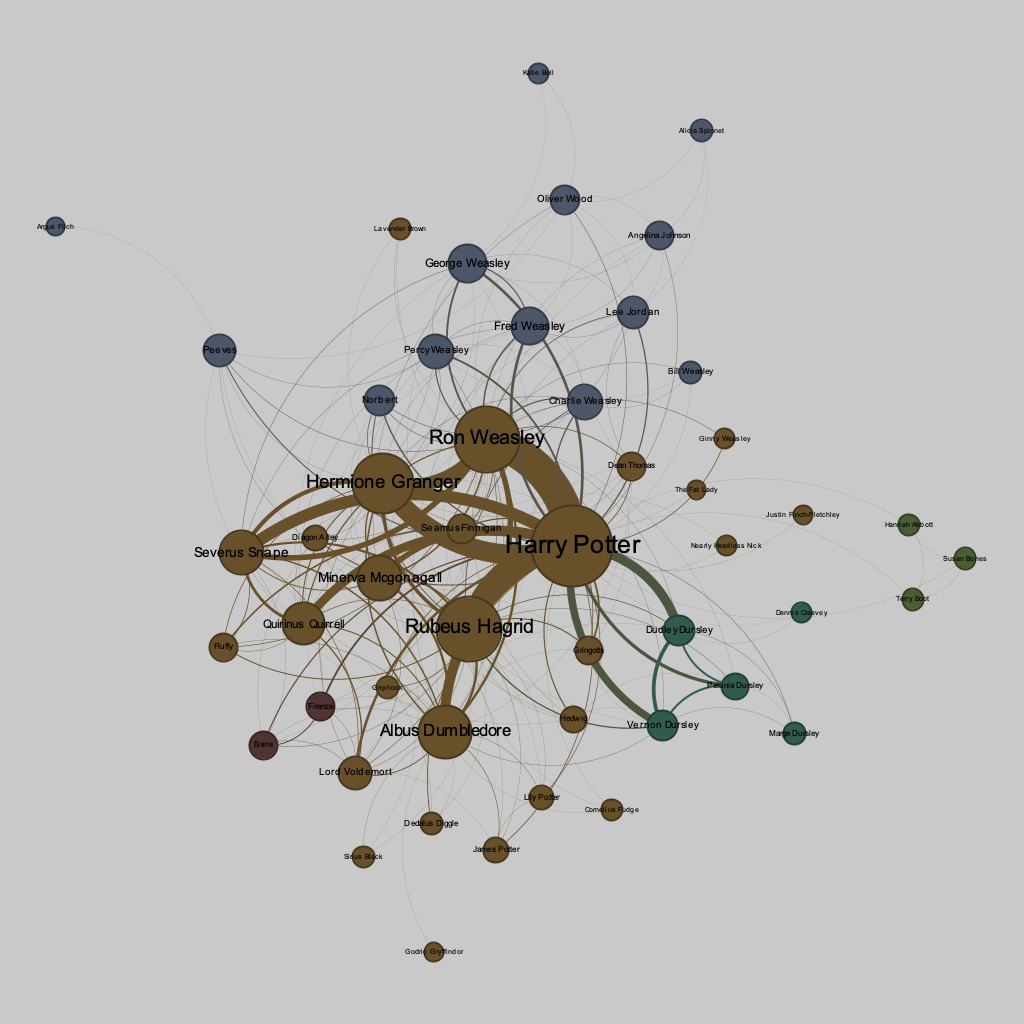 Katie Bell
Alicia Spinnet
Oliver Wood
Argus Filch
Lavender Brown
Angelina Johnson
George Weasley
Lee Jordan
Fred Weasley
Peeves
Percy Weasley
Bill Weasley
Norbert
Charlie Weasley
Ron Weasley
Ginny Weasley
Dean Thomas
Hermione Granger
The Fat Lady
Justin Finch-Fletchley
Hannah Abbott
Seamus Finnigan
Diagon Alley
Harry Potter
Nearly Headless Nick
Severus Snape
Susan Bones
Minerva Mcgonagall
Terry Boot
Dennis Creevey
Quirinus Quirrell
Rubeus Hagrid
Dudley Dursley
Fluffy
Gringotts
Petunia Dursley
Griphook
Firenze
Hedwig
Vernon Dursley
Albus Dumbledore
Marge Dursley
Bane
Lord Voldemort
Lily Potter
Cornelius Fudge
Dedalus Diggle
James Potter
Sirius Black
Godric Gryffindor